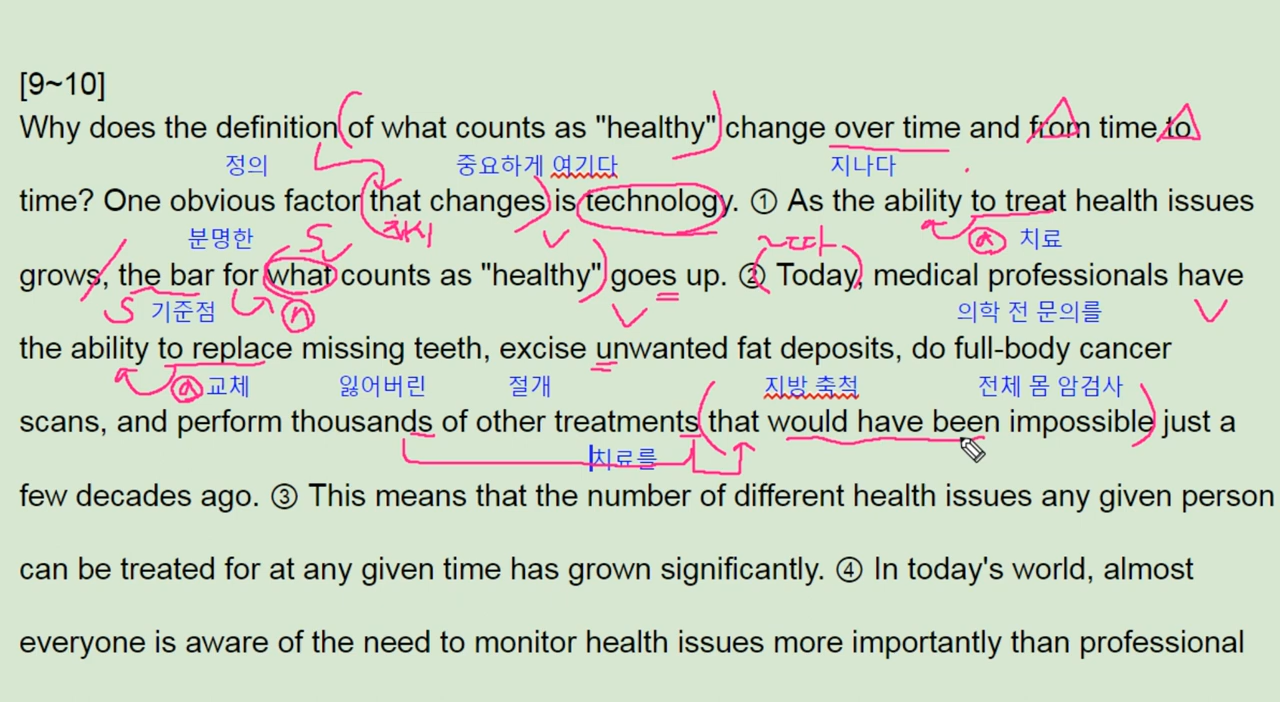 [9~10]
Why does the definition of what counts as "healthy" change over time and from time to
정의 중요하게 여기다 지나다
time? One obvious factor that changes is technology. ① As the ability to treat health issues
분명한 S V a 치료
~따
grows, the bar for what counts as "healthy" goes up. ② Today, medical professionals have
S 기준점 n V 의학 전 문의를 V
the ability to replace missing teeth, excise unwanted fat deposits, do full-body cancer
a 교체 잃어버린 절개 지방 축척 전체 몸 암검사
scans, and perform thousands of other treatments that would have been impossible just a
치료를
few decades ago. ③ This means that the number of different health issues any given person
can be treated for at any given time has grown significantly. ④ In today's world, almost
everyone is aware of the need to monitor health issues more importantly than professional